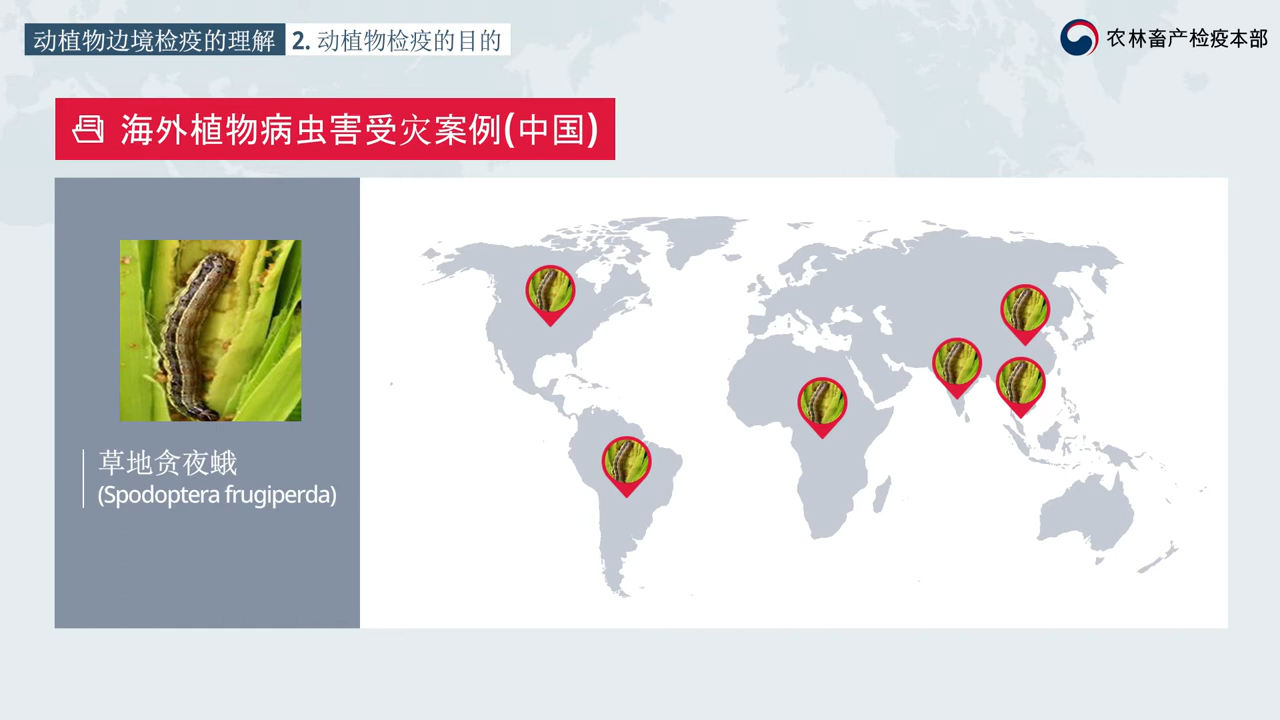 动植物边境检疫的理解 2. 动植物检疫的目的
农林畜产检疫本部
海外植物病虫害受灾案例(中国)
草地贪夜蛾
(Spodoptera frugiperda)